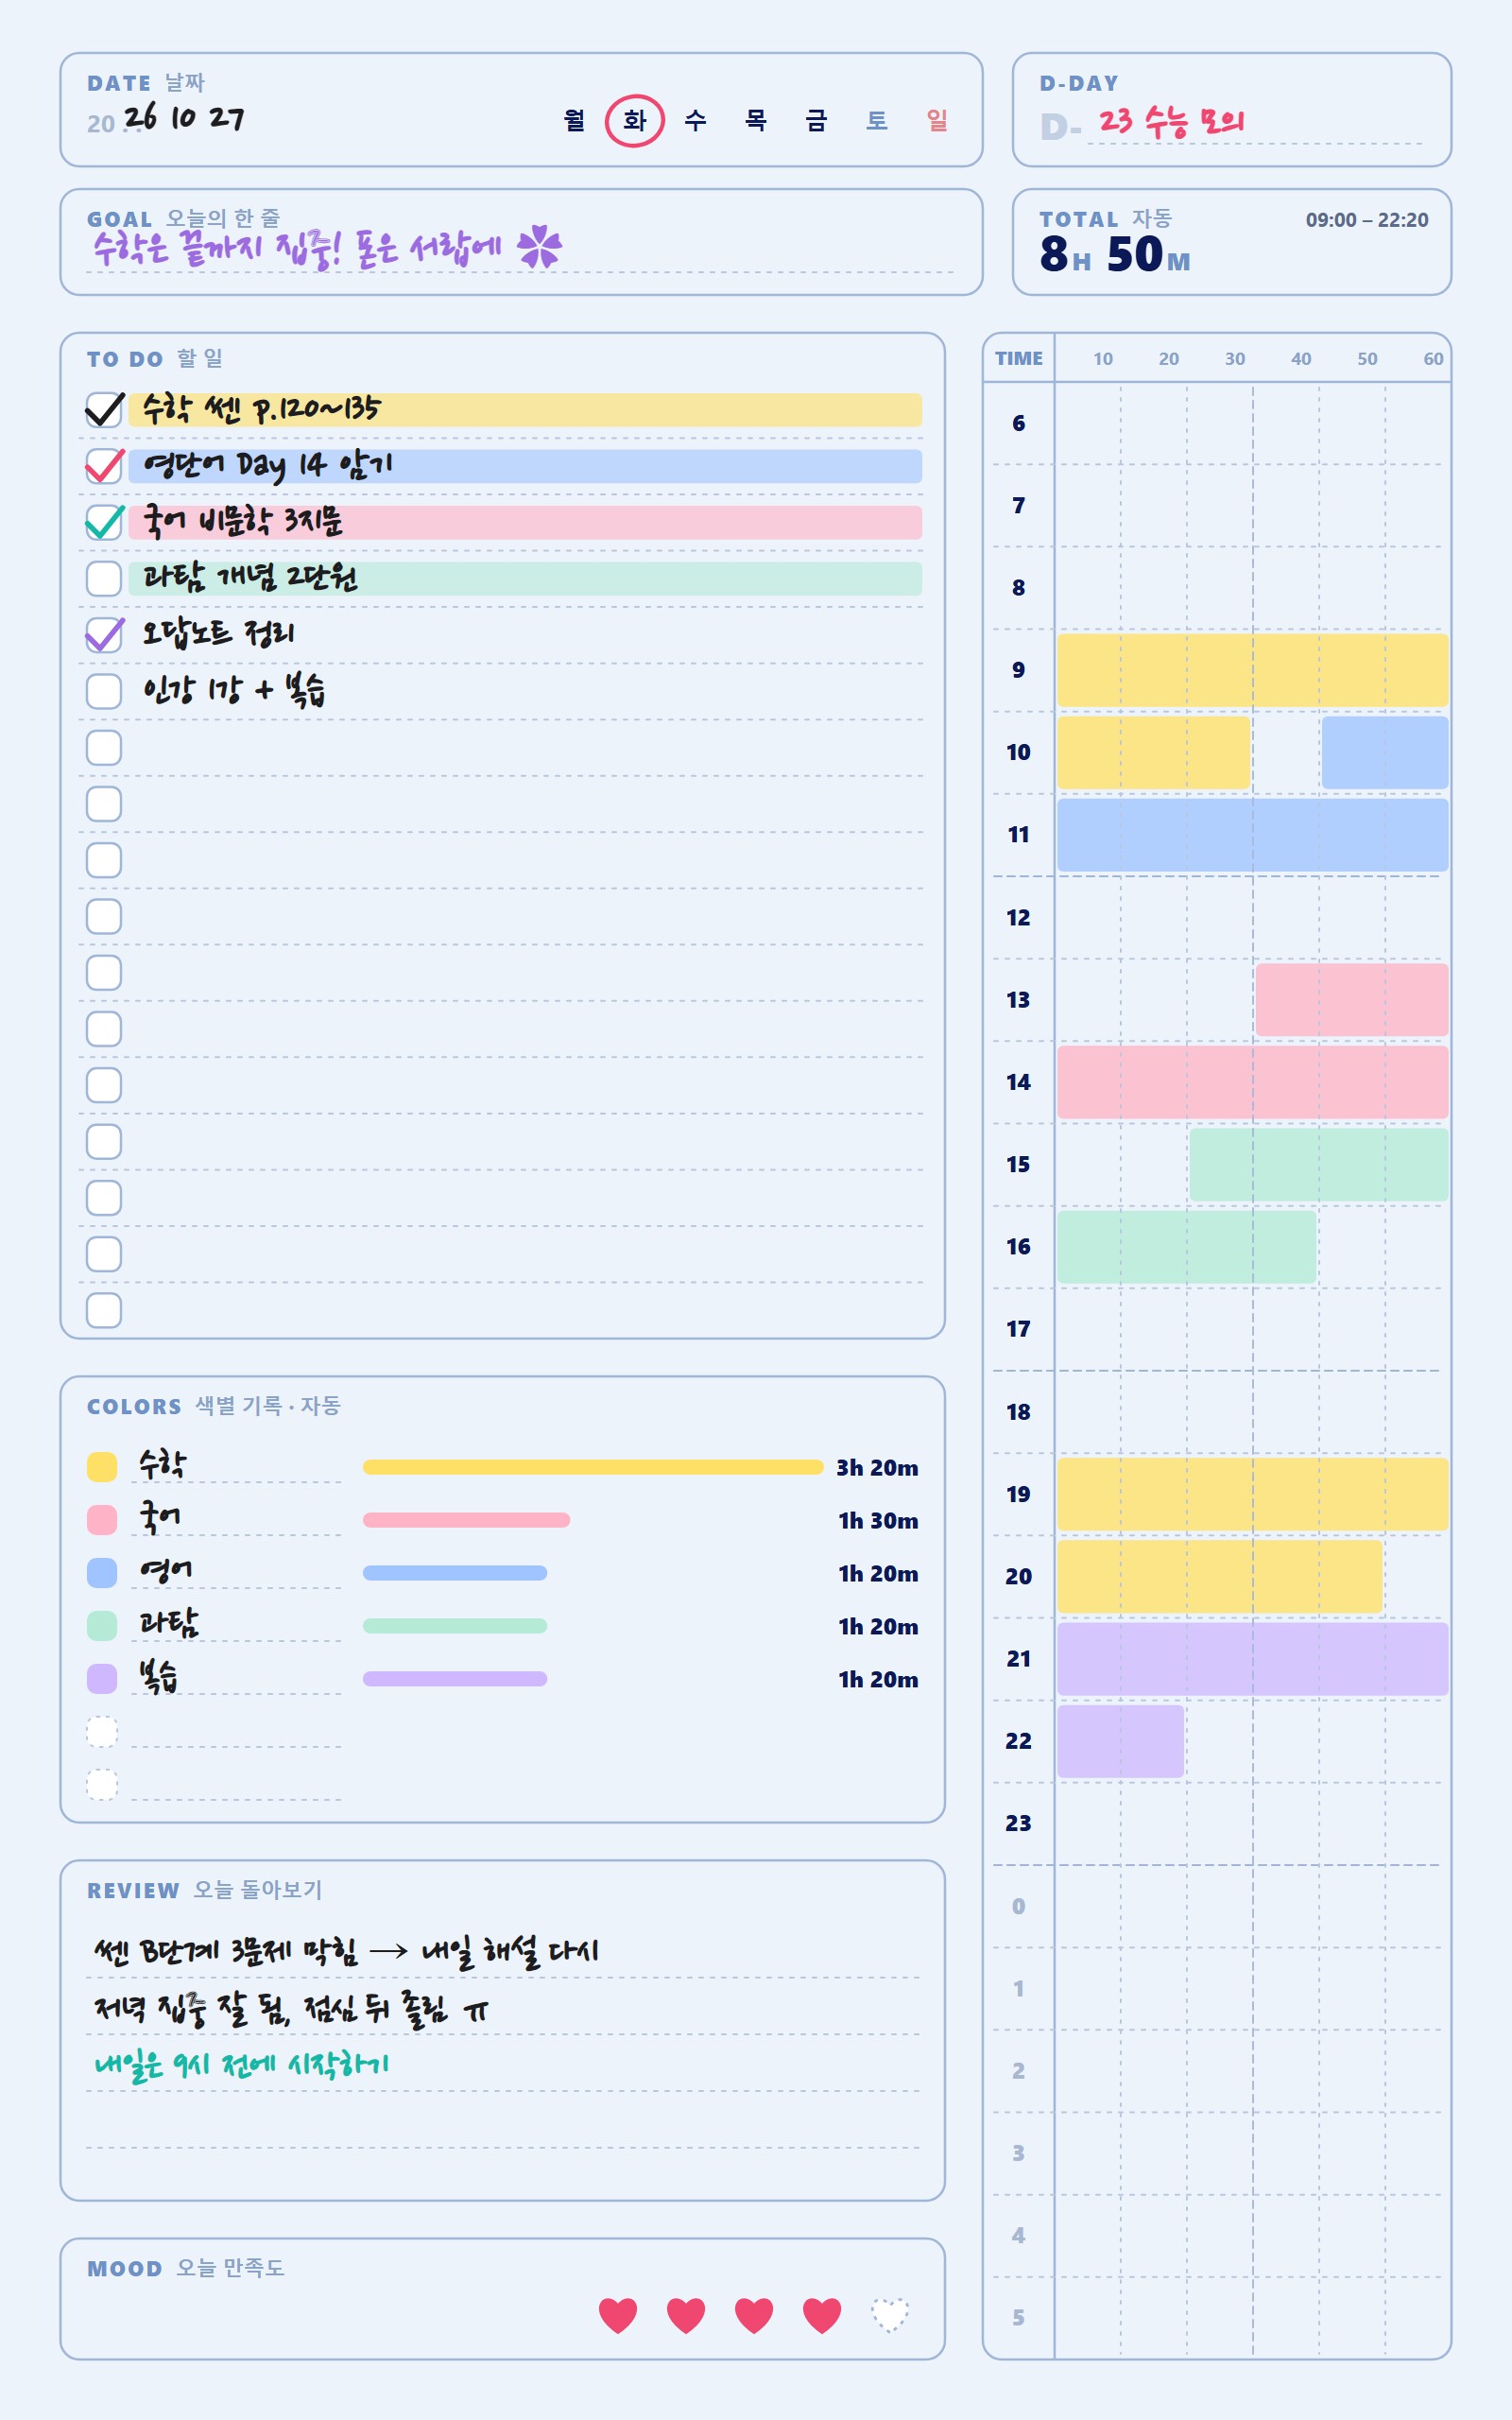 DATE 날짜
20 . . 26 10 27
월 화 수 목 금 토 일
D-DAY
D- 23 수능 모의
GOAL 오늘의 한 줄
수학은 끝까지 집중! 폰은 서랍에
TOTAL 자동 09:00 – 22:20
8H 50M
TO DO 할 일
수학 쎈 p.120~135
영단어 Day 14 암기
국어 비문학 3지문
과탐 개념 2단원
오답노트 정리
인강 1강 + 복습
COLORS 색별 기록 · 자동
수학 3h 20m
국어 1h 30m
영어 1h 20m
과탐 1h 20m
복습 1h 20m
REVIEW 오늘 돌아보기
쎈 B단계 3문제 막힘 → 내일 해설 다시
저녁 집중 잘 됨, 점심 뒤 졸림 ㅠ
내일은 9시 전에 시작하기
MOOD 오늘 만족도
TIME 10 20 30 40 50 60
6
7
8
9
10
11
12
13
14
15
16
17
18
19
20
21
22
23
0
1
2
3
4
5